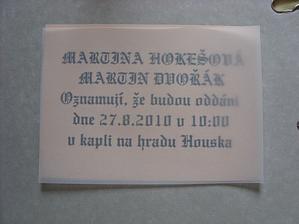 MARTINA HOKEŠOVÁ
MARTIN DVOŘÁK
Oznamují, že budou oddáni
dne 27.8.2010 v 10:00
v kapli na hradu Houska